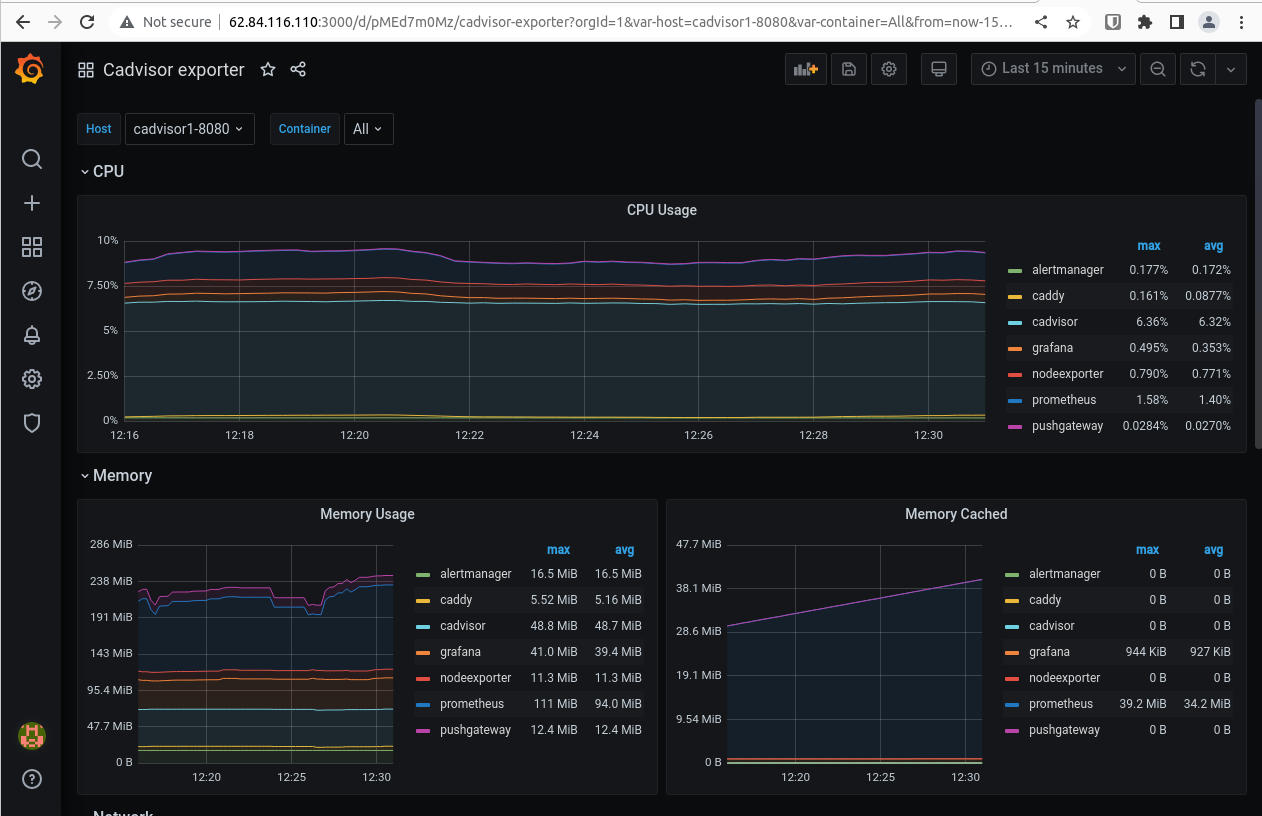 Not secure 62.84.116.110:3000/d/pMEd7m0Mz/cadvisor-exporter?orgId=1&var-host=cadvisor1-8080&var-container=All&from=now-15…
Cadvisor exporter
Last 15 minutes
Host cadvisor1-8080 Container All
CPU
CPU Usage
10%
7.50%
5%
2.50%
0%
12:16 12:18 12:20 12:22 12:24 12:26 12:28 12:30
max avg
alertmanager 0.177% 0.172%
caddy 0.161% 0.0877%
cadvisor 6.36% 6.32%
grafana 0.495% 0.353%
nodeexporter 0.790% 0.771%
prometheus 1.58% 1.40%
pushgateway 0.0284% 0.0270%
Memory
Memory Usage
286 MiB
238 MiB
191 MiB
143 MiB
95.4 MiB
47.7 MiB
0 B
12:20 12:25 12:30
max avg
alertmanager 16.5 MiB 16.5 MiB
caddy 5.52 MiB 5.16 MiB
cadvisor 48.8 MiB 48.7 MiB
grafana 41.0 MiB 39.4 MiB
nodeexporter 11.3 MiB 11.3 MiB
prometheus 111 MiB 94.0 MiB
pushgateway 12.4 MiB 12.4 MiB
Memory Cached
47.7 MiB
38.1 MiB
28.6 MiB
19.1 MiB
9.54 MiB
0 B
12:20 12:25 12:30
max avg
alertmanager 0 B 0 B
caddy 0 B 0 B
cadvisor 0 B 0 B
grafana 944 KiB 927 KiB
nodeexporter 0 B 0 B
prometheus 39.2 MiB 34.2 MiB
pushgateway 0 B 0 B
Network